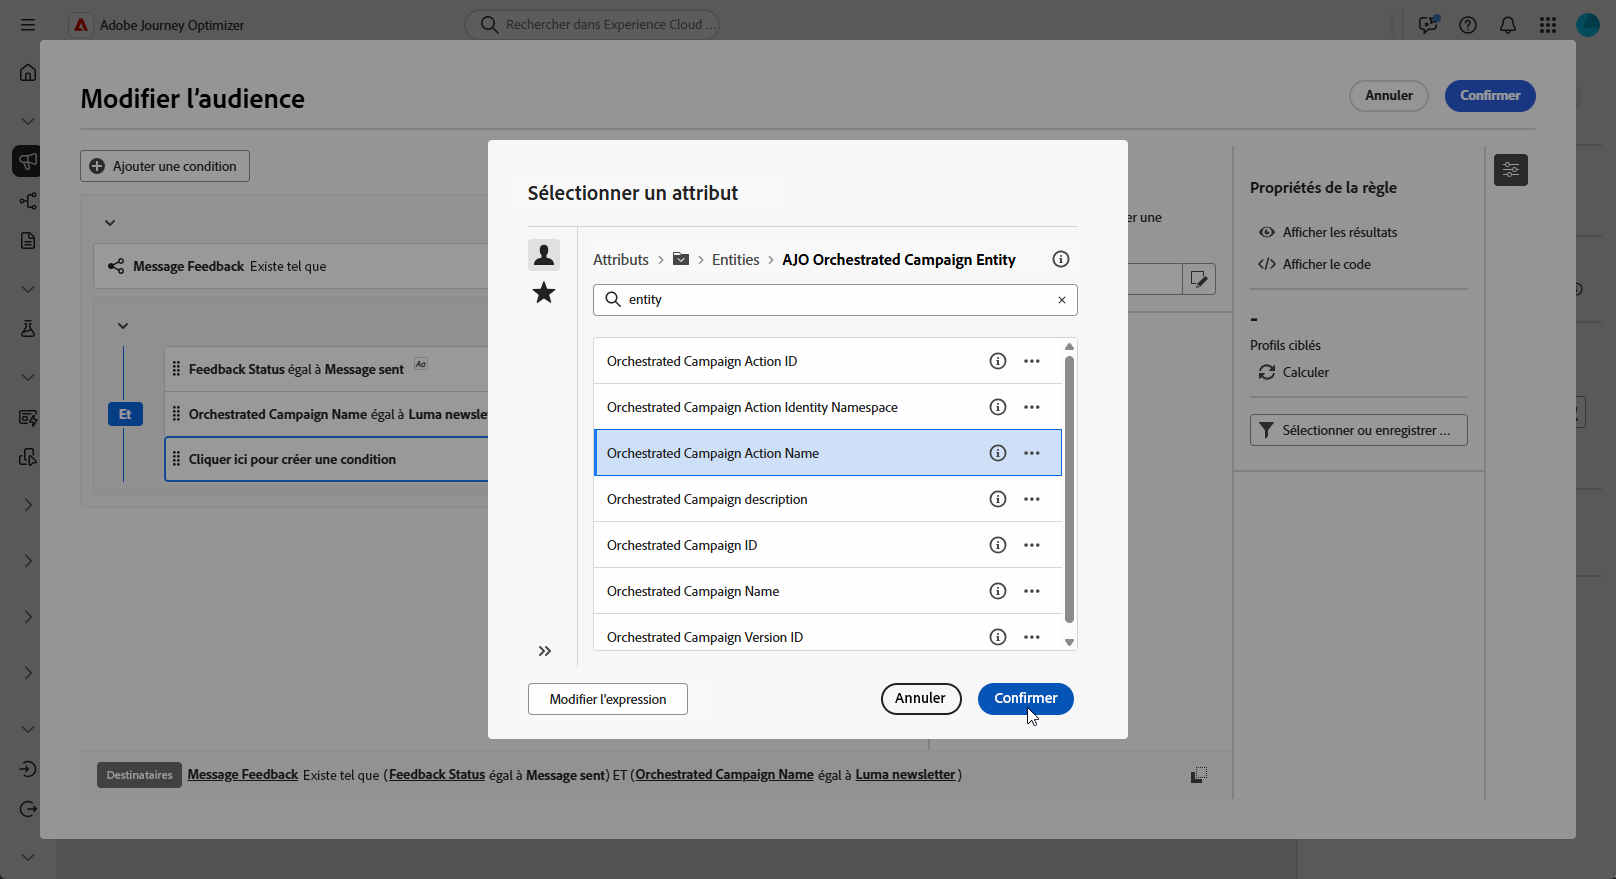 Adobe Journey Optimizer
Rechercher dans Experience Cloud ...
Modifier l’audience
Annuler
Confirmer
Ajouter une condition
Message Feedback Existe tel que
Feedback Status égal à Message sent
Et
Orchestrated Campaign Name égal à Luma newsle
Cliquer ici pour créer une condition
Sélectionner un attribut
Attributs > > Entities > AJO Orchestrated Campaign Entity
entity
Orchestrated Campaign Action ID
Orchestrated Campaign Action Identity Namespace
Orchestrated Campaign Action Name
Orchestrated Campaign description
Orchestrated Campaign ID
Orchestrated Campaign Name
Orchestrated Campaign Version ID
Modifier l'expression
Annuler
Confirmer
er une
Propriétés de la règle
Afficher les résultats
</> Afficher le code
-
Profils ciblés
Calculer
Sélectionner ou enregistrer ...
Destinataires Message Feedback Existe tel que (Feedback Status égal à Message sent) ET (Orchestrated Campaign Name égal à Luma newsletter )